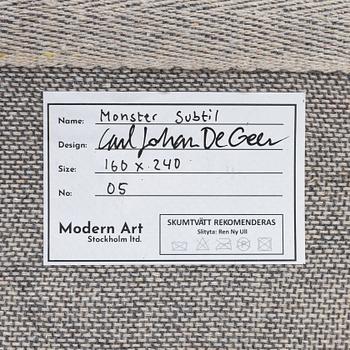 Name: Monster Subtil
Design: Carl Johan De Geer
Size: 160 x 240
No: 05
Modern Art
Stockholm ltd.
SKUMTVÄTT REKOMENDERAS
Slityta: Ren Ny Ull